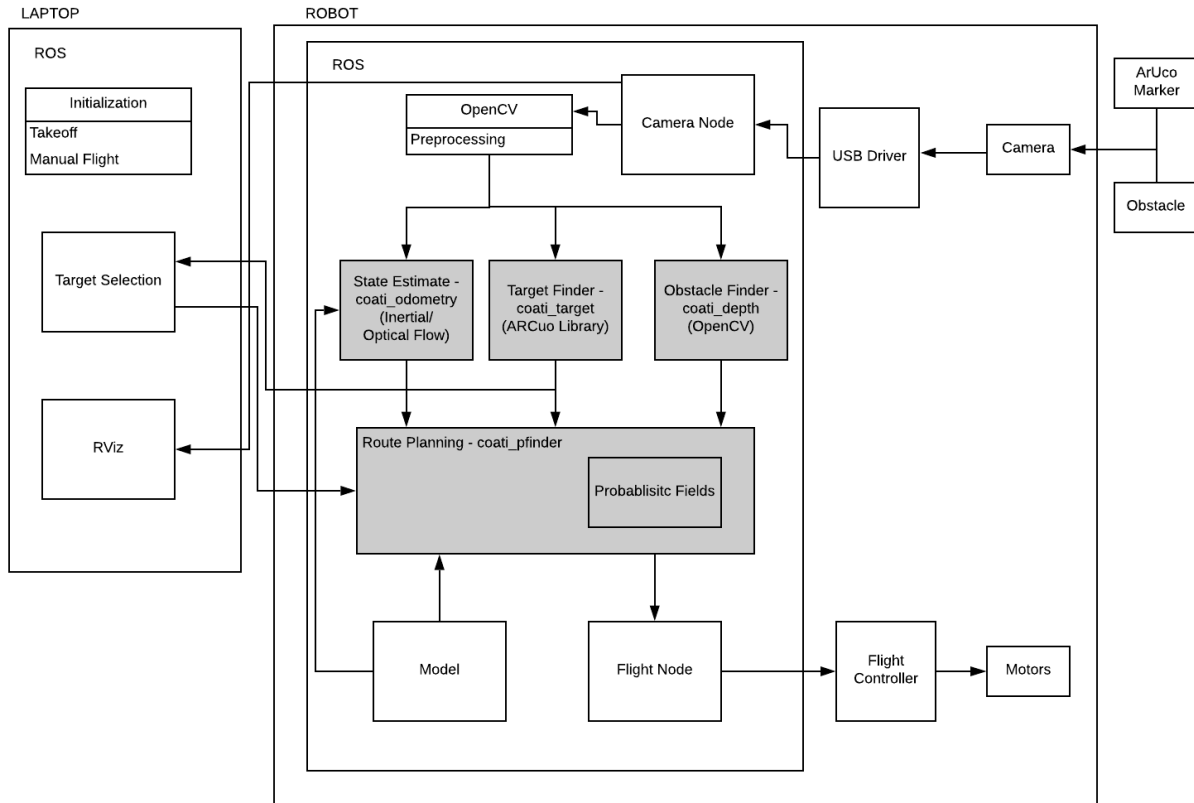 LAPTOP
ROS
Initialization
Takeoff
Manual Flight
Target Selection
RViz
ROBOT
ROS
OpenCV
Preprocessing
Camera Node
USB Driver
Camera
ArUco
Marker
Obstacle
State Estimate -
coati_odometry
(Inertial/
Optical Flow)
Target Finder -
coati_target
(ARCuo Library)
Obstacle Finder -
coati_depth
(OpenCV)
Route Planning - coati_pfinder
Probablisitc Fields
Model
Flight Node
Flight
Controller
Motors